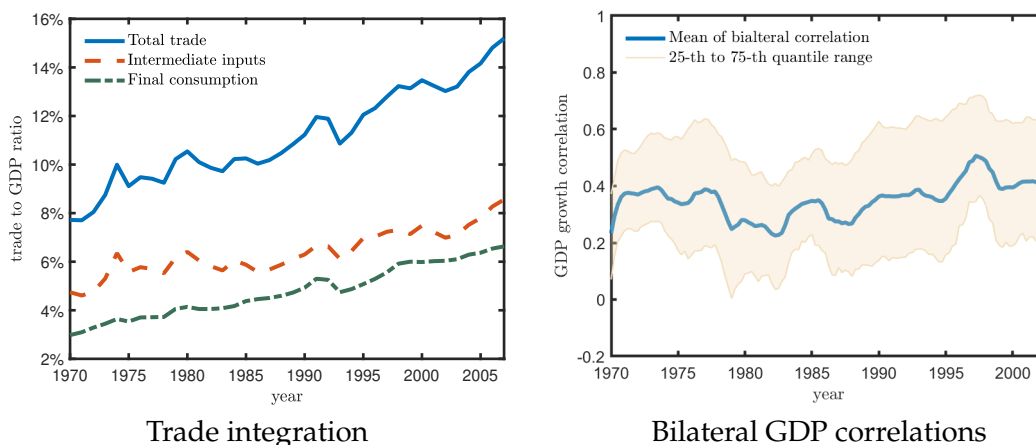 16%
14%
12%
10%
8%
6%
4%
2%
trade to GDP ratio
Total trade
Intermediate inputs
Final consumption
1970 1975 1980 1985 1990 1995 2000 2005
year
Trade integration
1
0.8
0.6
0.4
0.2
0
-0.2
GDP growth correlation
Mean of bialteral correlation
25-th to 75-th quantile range
1970 1975 1980 1985 1990 1995 2000
year
Bilateral GDP correlations